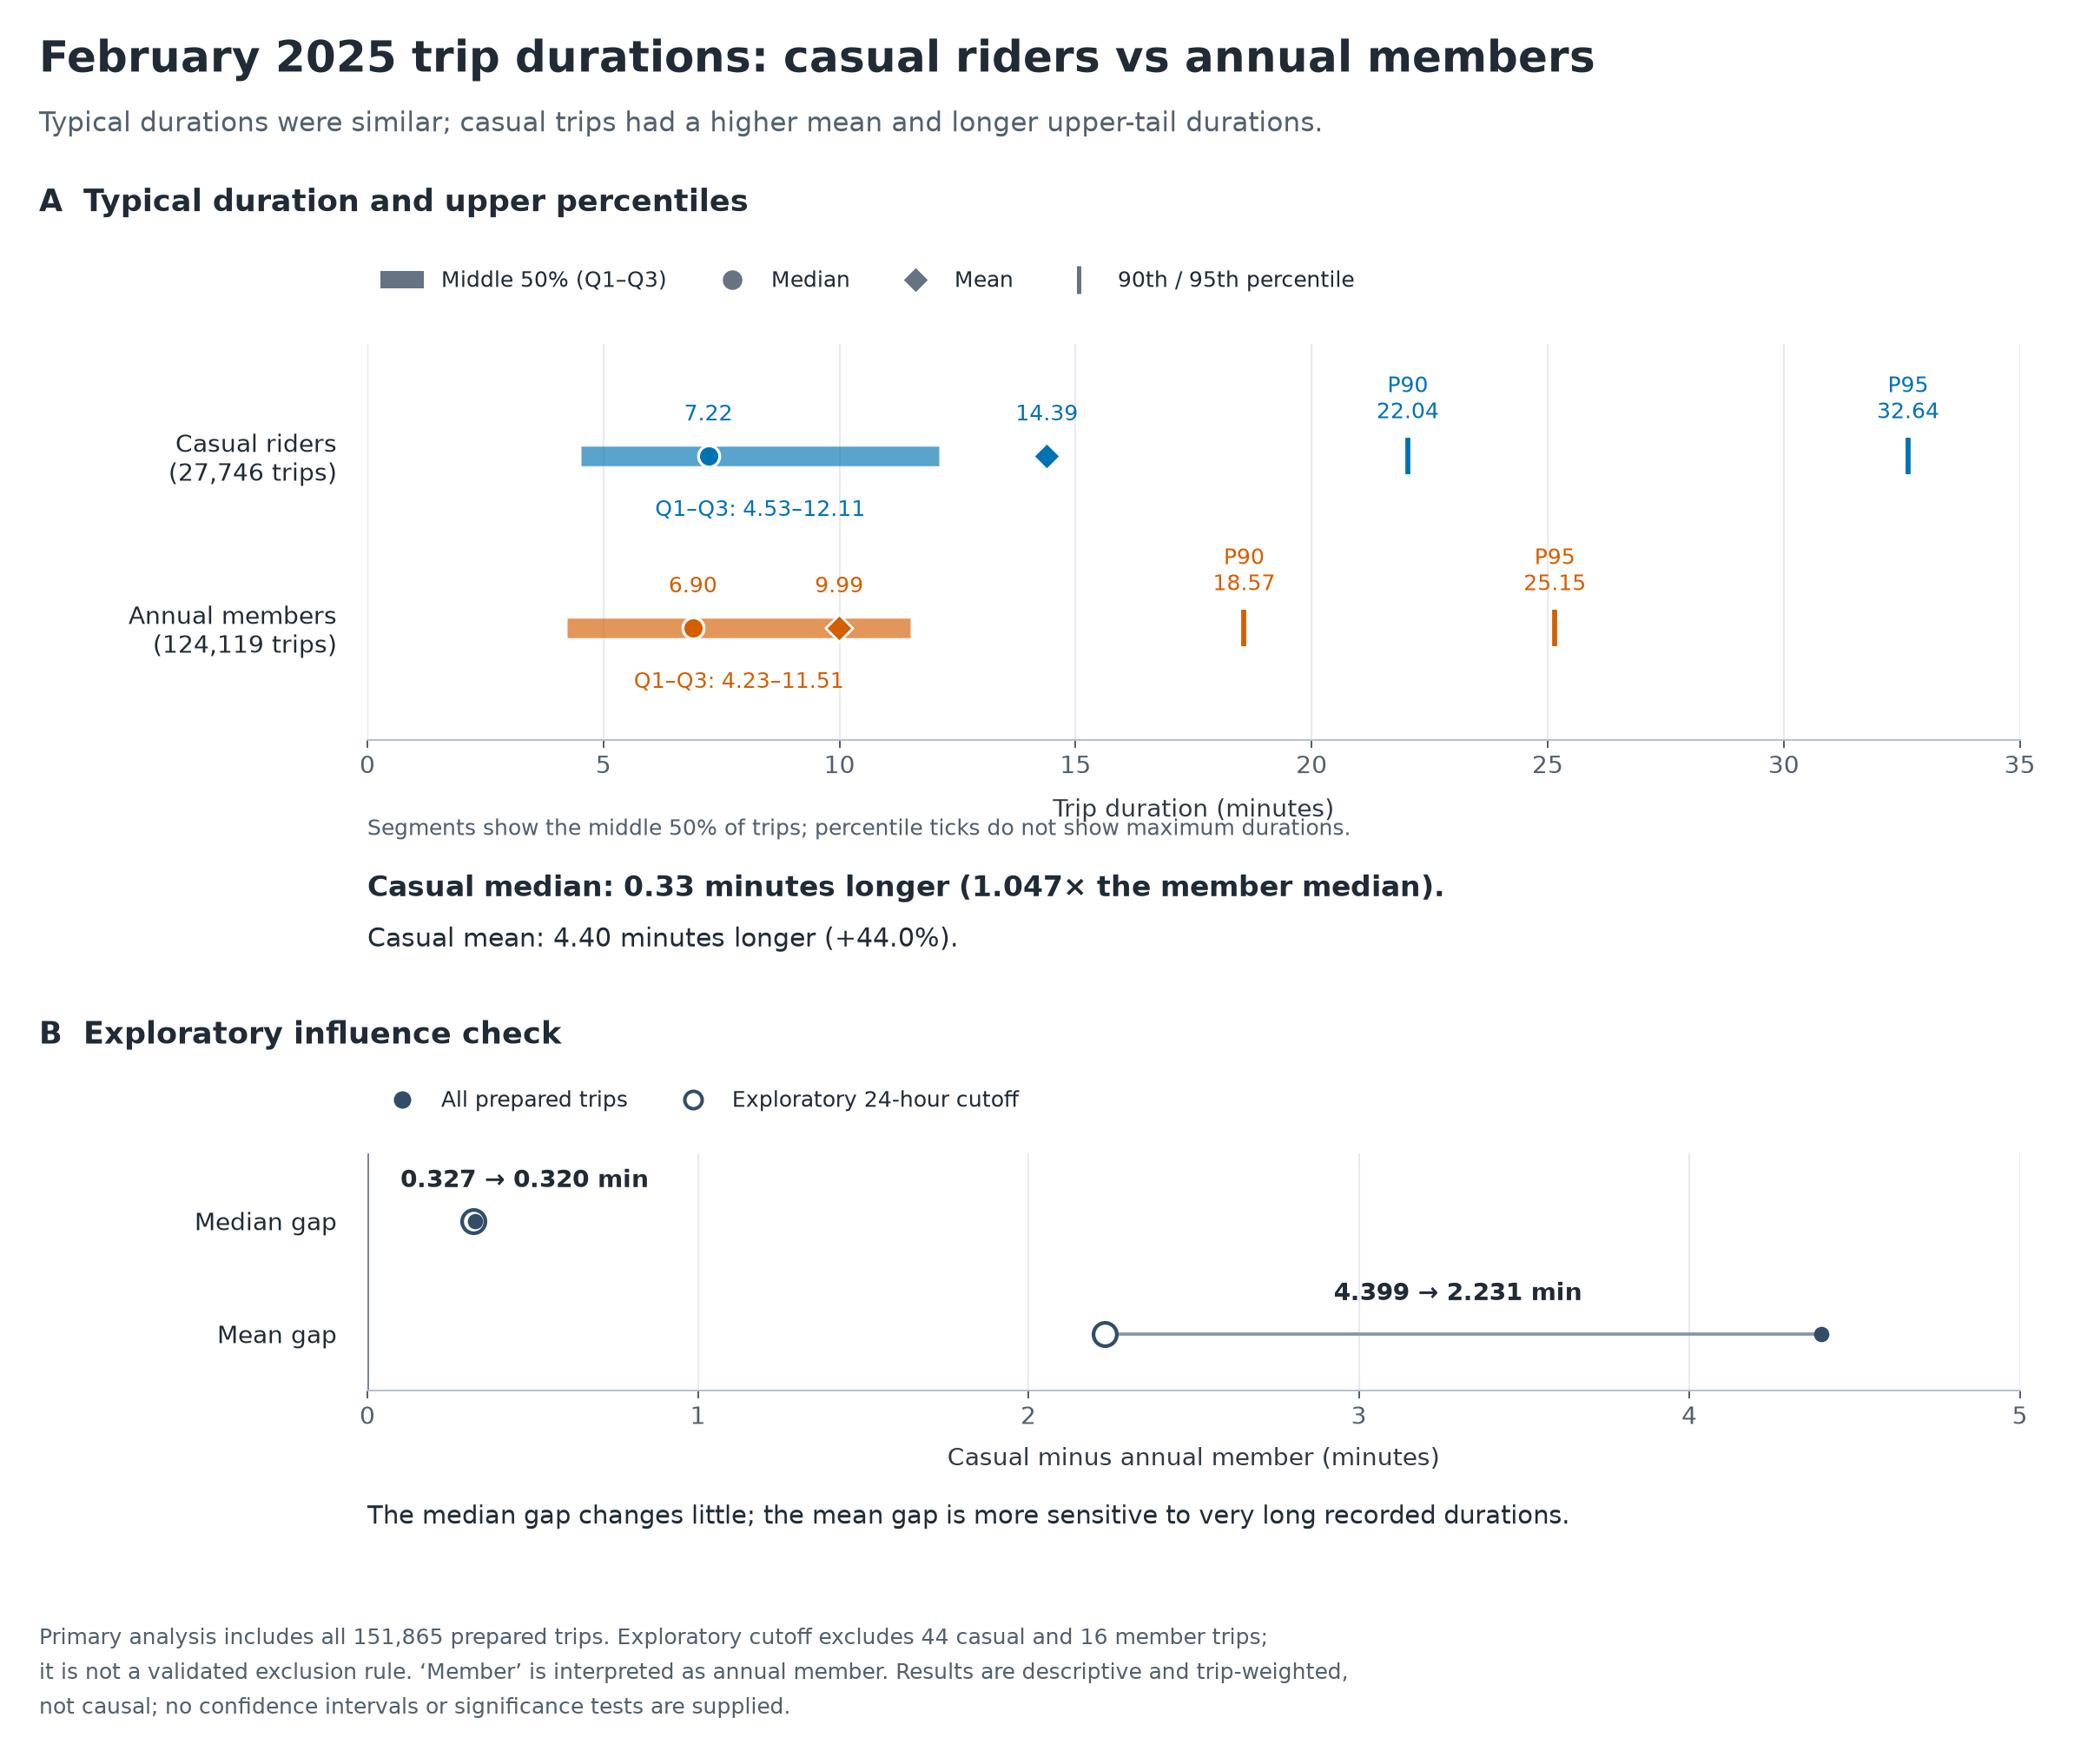 February 2025 trip durations: casual riders vs annual members
Typical durations were similar; casual trips had a higher mean and longer upper-tail durations.
A Typical duration and upper percentiles
Middle 50% (Q1–Q3)
Median
Mean
90th / 95th percentile
Casual riders
(27,746 trips)
7.22
14.39
P90
22.04
P95
32.64
Q1–Q3: 4.53–12.11
Annual members
(124,119 trips)
6.90
9.99
P90
18.57
P95
25.15
Q1–Q3: 4.23–11.51
0
5
10
15
20
25
30
35
Trip duration (minutes)
Segments show the middle 50% of trips; percentile ticks do not show maximum durations.
Casual median: 0.33 minutes longer (1.047× the member median).
Casual mean: 4.40 minutes longer (+44.0%).
B Exploratory influence check
All prepared trips
Exploratory 24-hour cutoff
0.327 → 0.320 min
Median gap
4.399 → 2.231 min
Mean gap
0
1
2
3
4
5
Casual minus annual member (minutes)
The median gap changes little; the mean gap is more sensitive to very long recorded durations.
Primary analysis includes all 151,865 prepared trips. Exploratory cutoff excludes 44 casual and 16 member trips;
it is not a validated exclusion rule. ‘Member’ is interpreted as annual member. Results are descriptive and trip-weighted,
not causal; no confidence intervals or significance tests are supplied.